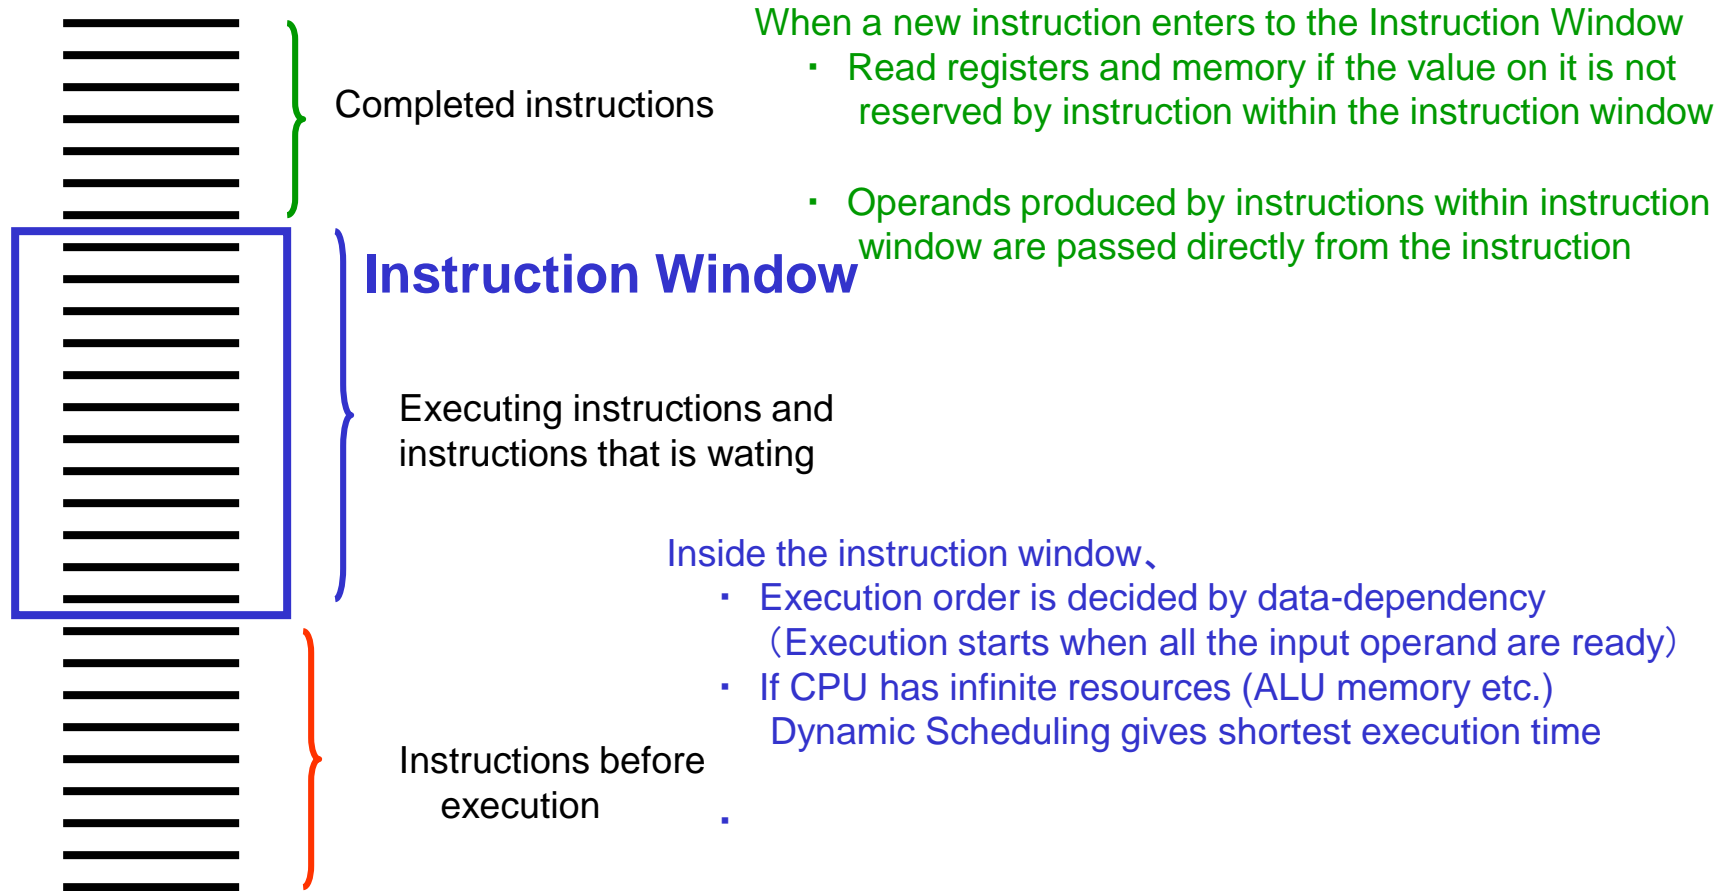 When a new instruction enters to the Instruction Window
・ Read registers and memory if the value on it is not
reserved by instruction within the instruction window
・ Operands produced by instructions within instruction
window are passed directly from the instruction
Completed instructions
Instruction Window
Executing instructions and
instructions that is wating
Inside the instruction window、
・ Execution order is decided by data-dependency
（Execution starts when all the input operand are ready）
・ If CPU has infinite resources (ALU memory etc.)
Dynamic Scheduling gives shortest execution time
・
Instructions before
execution